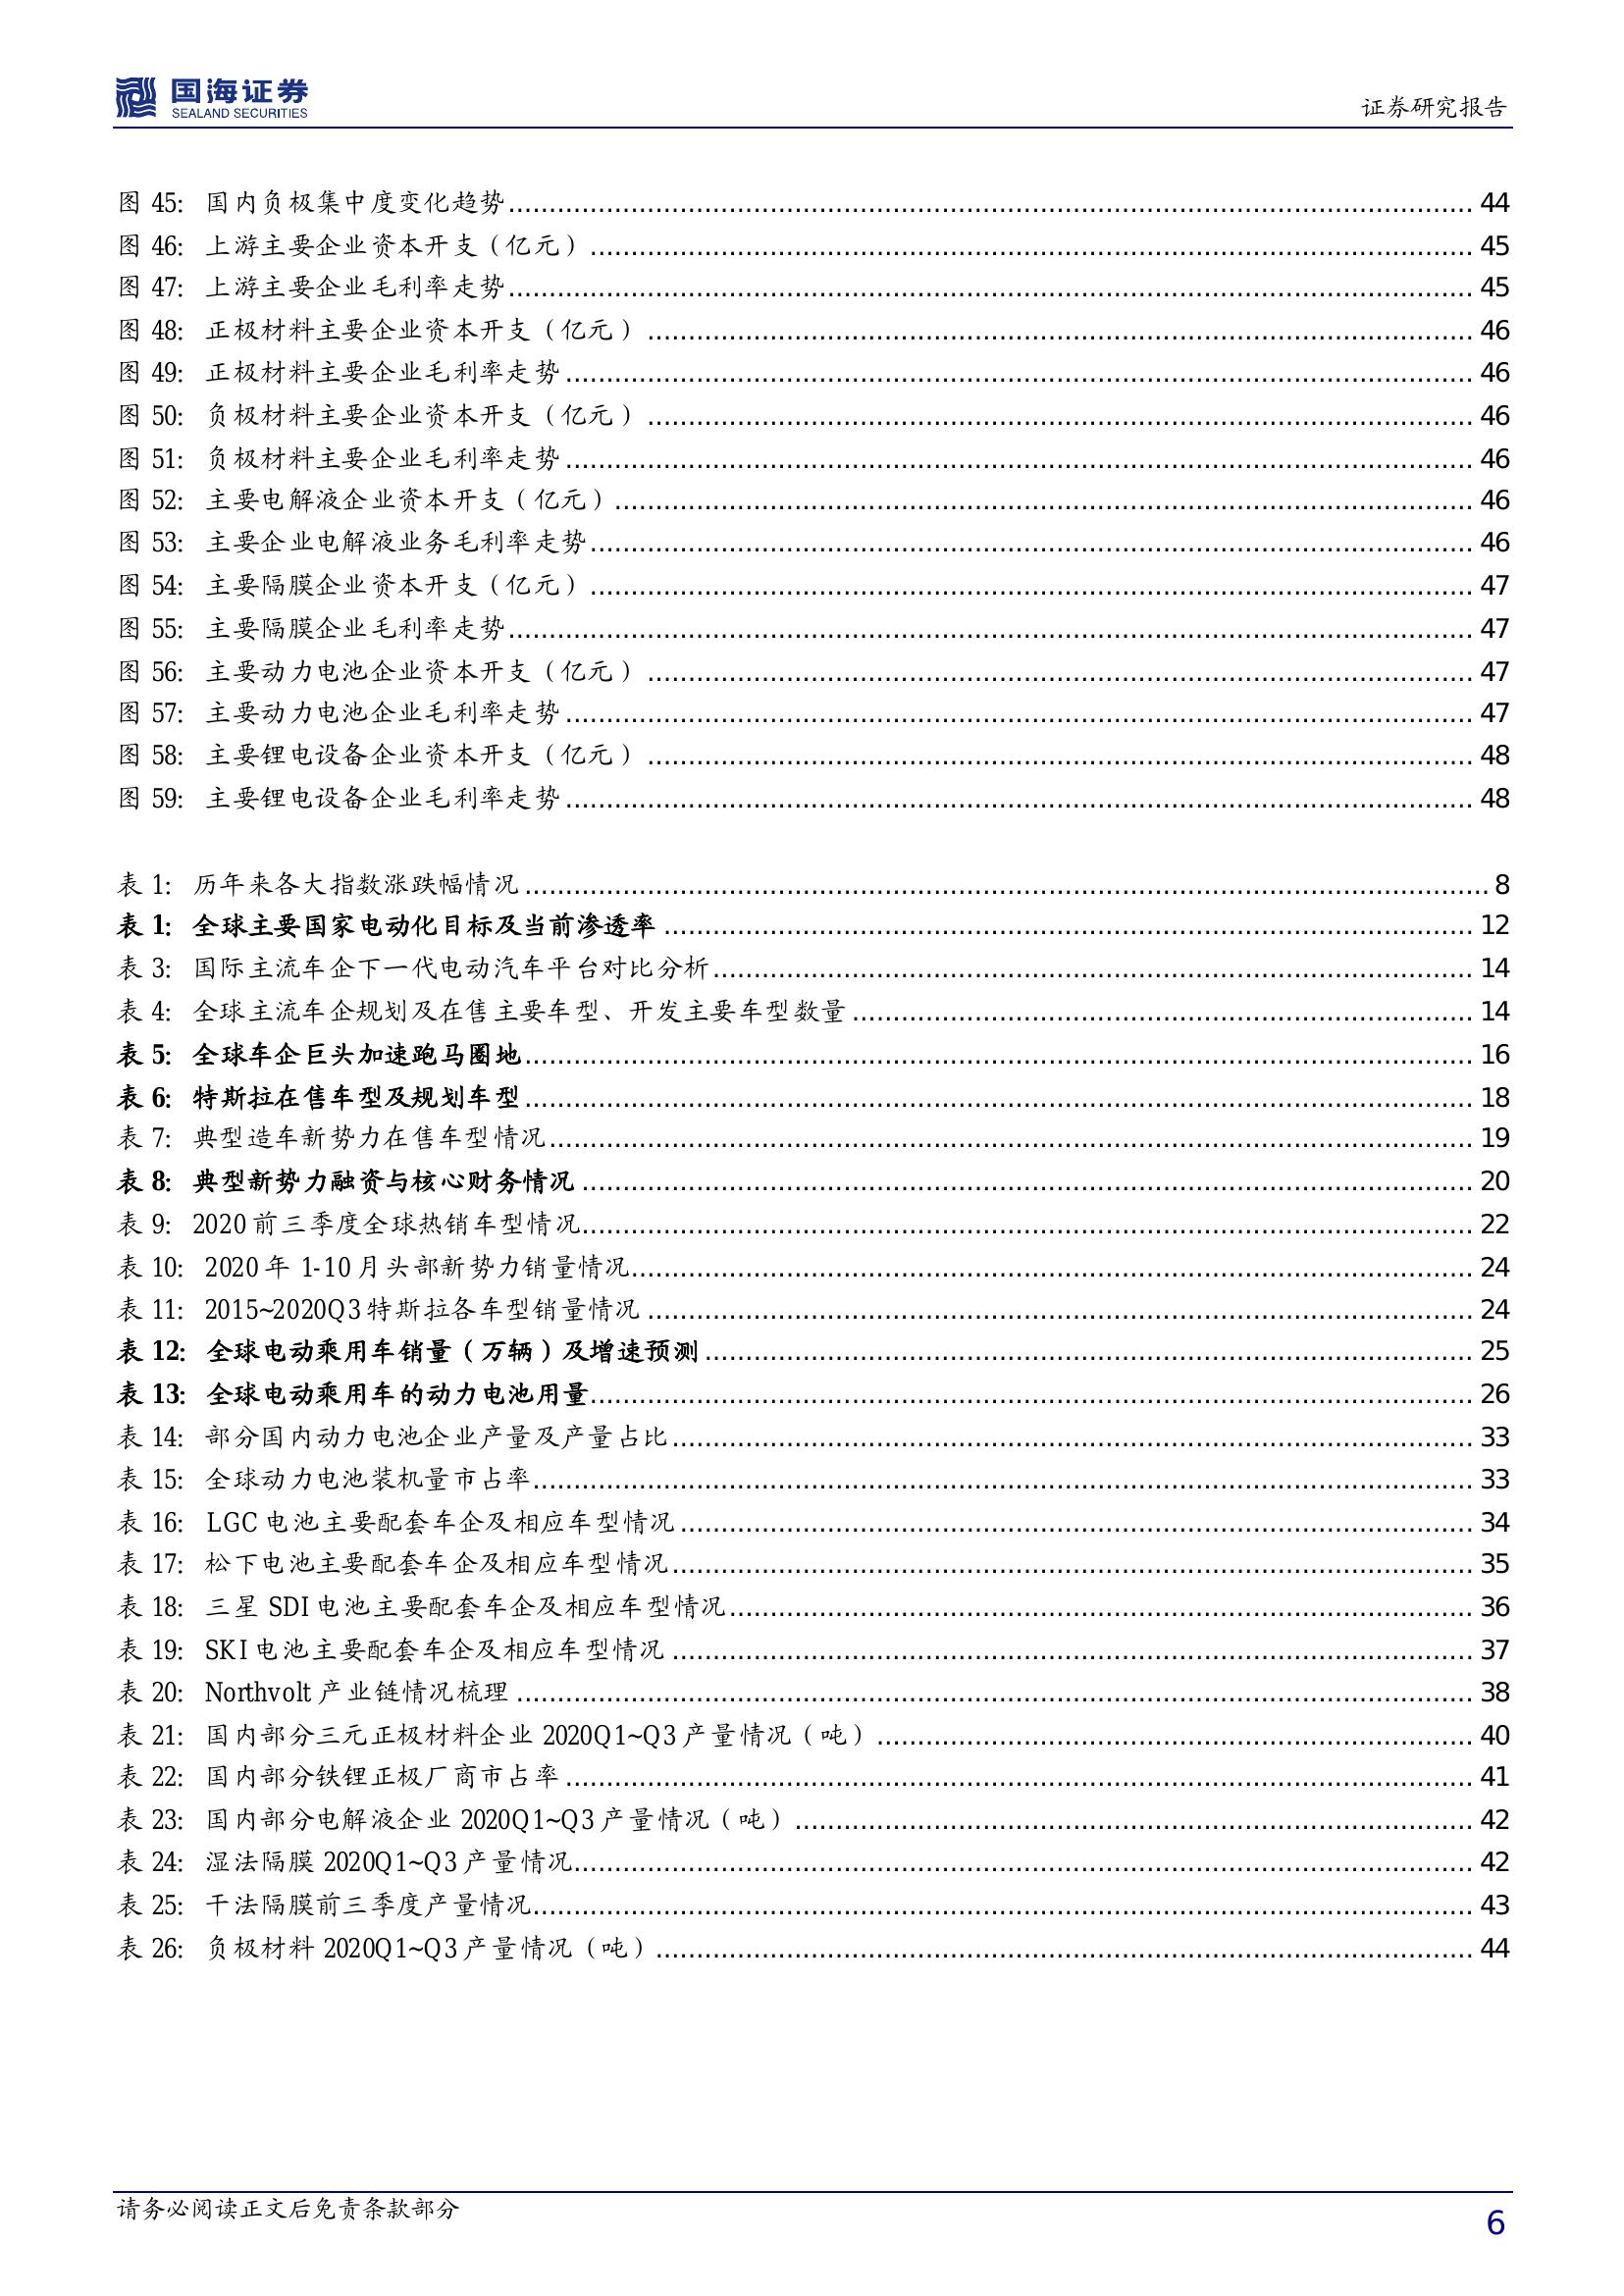 国海证券
SEALAND SECURITIES
证券研究报告
图 45: 国内负极集中度变化趋势 44
图 46: 上游主要企业资本开支（亿元） 45
图 47: 上游主要企业毛利率走势 45
图 48: 正极材料主要企业资本开支（亿元） 46
图 49: 正极材料主要企业毛利率走势 46
图 50: 负极材料主要企业资本开支（亿元） 46
图 51: 负极材料主要企业毛利率走势 46
图 52: 主要电解液企业资本开支（亿元） 46
图 53: 主要企业电解液业务毛利率走势 46
图 54: 主要隔膜企业资本开支（亿元） 47
图 55: 主要隔膜企业毛利率走势 47
图 56: 主要动力电池企业资本开支（亿元） 47
图 57: 主要动力电池企业毛利率走势 47
图 58: 主要锂电设备企业资本开支（亿元） 48
图 59: 主要锂电设备企业毛利率走势 48
表 1: 历年来各大指数涨跌幅情况 8
表 1: 全球主要国家电动化目标及当前渗透率 12
表 3: 国际主流车企下一代电动汽车平台对比分析 14
表 4: 全球主流车企规划及在售主要车型、开发主要车型数量 14
表 5: 全球车企巨头加速跑马圈地 16
表 6: 特斯拉在售车型及规划车型 18
表 7: 典型造车新势力在售车型情况 19
表 8: 典型新势力融资与核心财务情况 20
表 9: 2020 前三季度全球热销车型情况 22
表 10: 2020 年 1-10 月头部新势力销量情况 24
表 11: 2015~2020Q3 特斯拉各车型销量情况 24
表 12: 全球电动乘用车销量（万辆）及增速预测 25
表 13: 全球电动乘用车的动力电池用量 26
表 14: 部分国内动力电池企业产量及产量占比 33
表 15: 全球动力电池装机量市占率 33
表 16: LGC 电池主要配套车企及相应车型情况 34
表 17: 松下电池主要配套车企及相应车型情况 35
表 18: 三星 SDI 电池主要配套车企及相应车型情况 36
表 19: SKI 电池主要配套车企及相应车型情况 37
表 20: Northvolt 产业链情况梳理 38
表 21: 国内部分三元正极材料企业 2020Q1~Q3 产量情况（吨） 40
表 22: 国内部分铁锂正极厂商市占率 41
表 23: 国内部分电解液企业 2020Q1~Q3 产量情况（吨） 42
表 24: 湿法隔膜 2020Q1~Q3 产量情况 42
表 25: 干法隔膜前三季度产量情况 43
表 26: 负极材料 2020Q1~Q3 产量情况（吨） 44
请务必阅读正文后免责条款部分
6